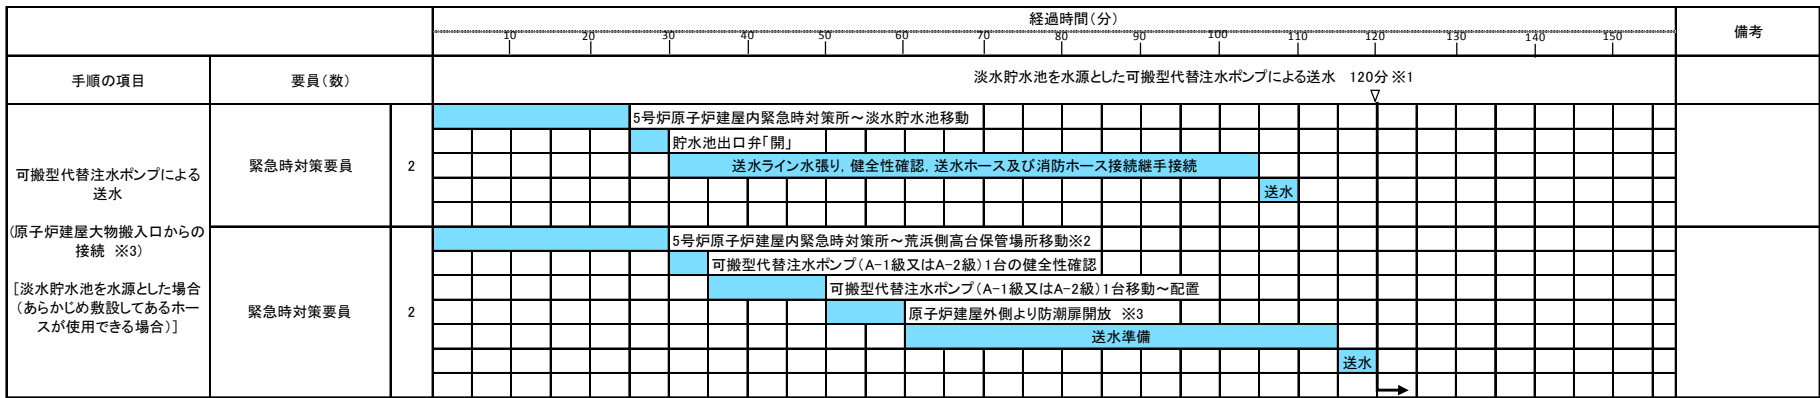 経過時間(分)
備考
10 20 30 40 50 60 70 80 90 100 110 120 130 140 150
手順の項目
要員(数)
淡水貯水池を水源とした可搬型代替注水ポンプによる送水 120分 ※1
▽
可搬型代替注水ポンプによる
送水
(原子炉建屋大物搬入口からの
接続 ※3)
[淡水貯水池を水源とした場合
(あらかじめ敷設してあるホー
スが使用できる場合)]
緊急時対策要員
2
5号炉原子炉建屋内緊急時対策所～淡水貯水池移動
貯水池出口弁「開」
送水ライン水張り, 健全性確認, 送水ホース及び消防ホース接続継手接続
送水
緊急時対策要員
2
5号炉原子炉建屋内緊急時対策所～荒浜側高台保管場所移動※2
可搬型代替注水ポンプ(A-1級又はA-2級)1台の健全性確認
可搬型代替注水ポンプ(A-1級又はA-2級)1台移動～配置
原子炉建屋外側より防潮扉開放 ※3
送水準備
送水